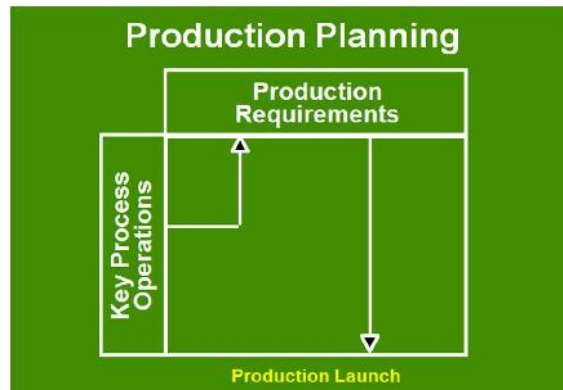 Production Planning
Production
Requirements
Key Process
Operations
Production Launch